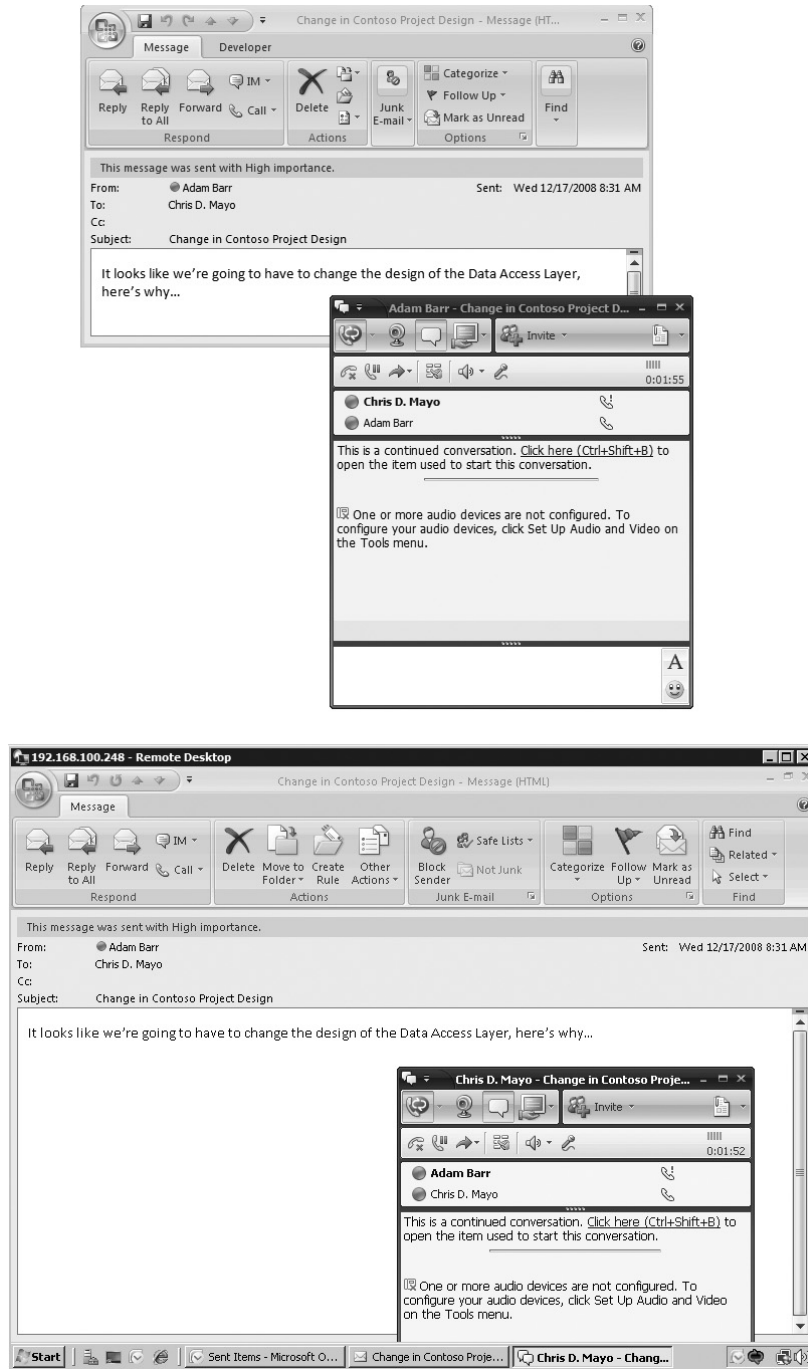 Change in Contoso Project Design - Message (HT...
Message Developer
Reply
Reply to All
Forward
IM
Call
Respond
Delete
Actions
Junk E-mail
Categorize
Follow Up
Mark as Unread
Options
Find
This message was sent with High importance.
From: Adam Barr Sent: Wed 12/17/2008 8:31 AM
To: Chris D. Mayo
Cc:
Subject: Change in Contoso Project Design
It looks like we're going to have to change the design of the Data Access Layer,
here's why...
Adam Barr - Change in Contoso Project D...
Invite
0:01:55
Chris D. Mayo
Adam Barr
This is a continued conversation. Click here (Ctrl+Shift+B) to
open the item used to start this conversation.
One or more audio devices are not configured. To
configure your audio devices, click Set Up Audio and Video on
the Tools menu.
A
192.168.100.248 - Remote Desktop
Change in Contoso Project Design - Message (HTML)
Message
Reply
Reply to All
Forward
IM
Call
Respond
Delete
Move to Folder
Create Rule
Other Actions
Actions
Block Sender
Safe Lists
Not Junk
Junk E-mail
Categorize
Follow Up
Mark as Unread
Options
Find
Related
Select
Find
This message was sent with High importance.
From: Adam Barr Sent: Wed 12/17/2008 8:31 AM
To: Chris D. Mayo
Cc:
Subject: Change in Contoso Project Design
It looks like we're going to have to change the design of the Data Access Layer, here's why...
Chris D. Mayo - Change in Contoso Proje...
Invite
0:01:52
Adam Barr
Chris D. Mayo
This is a continued conversation. Click here (Ctrl+Shift+B) to
open the item used to start this conversation.
One or more audio devices are not configured. To
configure your audio devices, click Set Up Audio and Video
on the Tools menu.
Start Sent Items - Microsoft O... Change in Contoso Proje... Chris D. Mayo - Chang...